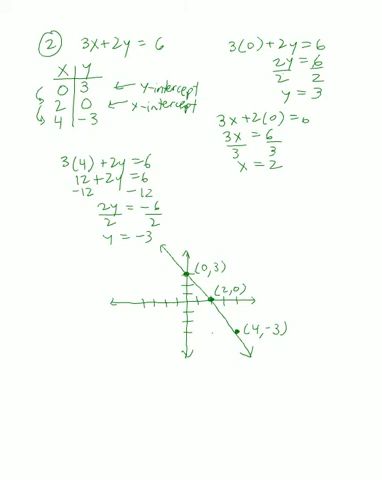 ② 3x+2y=6
x | y
0 | 3 ← y-intercept
2 | 0 ← x-intercept
4 | -3
3(0)+2y=6
2y = 6
2 2
y = 3
3x+2(0)=6
3x = 6
3 3
x = 2
3(4)+2y=6
12+2y=6
-12 -12
2y = -6
2 2
y = -3
(0,3)
(2,0)
(4,-3)